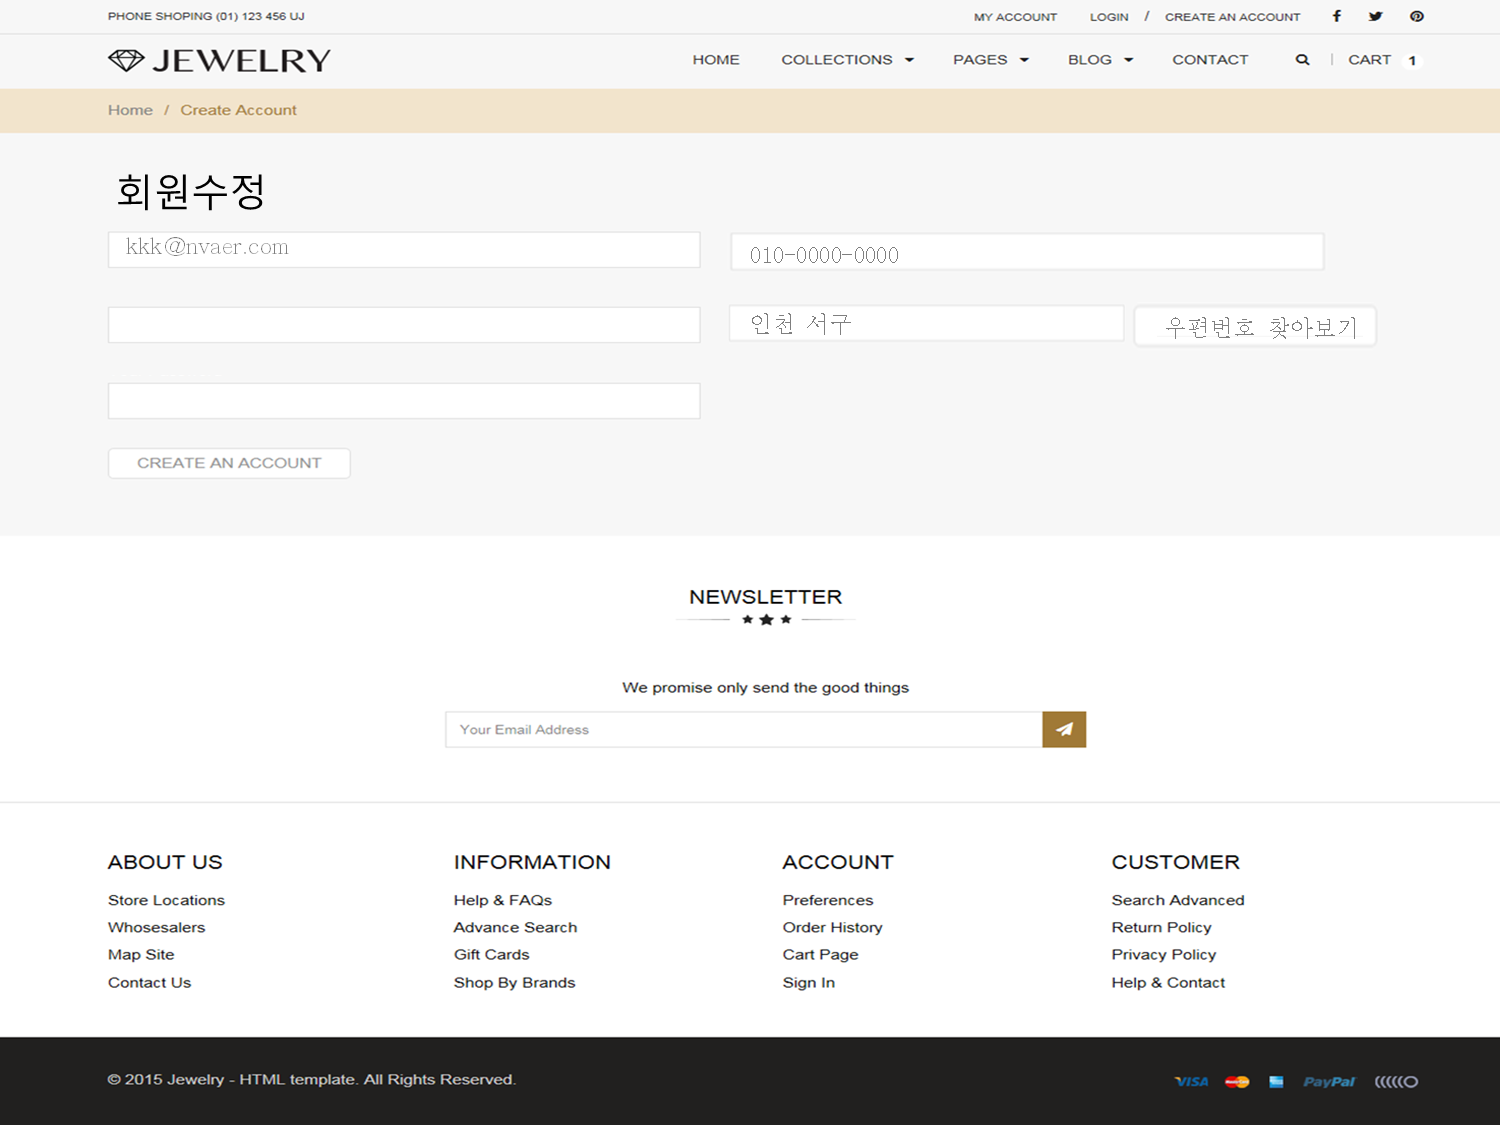 PHONE SHOPING (01) 123 456 UJ
MY ACCOUNT LOGIN / CREATE AN ACCOUNT
JEWELRY
HOME COLLECTIONS PAGES BLOG CONTACT | CART 1
Home / Create Account
회원수정
kkk@nvaer.com
010-0000-0000
인천 서구
우편번호 찾아보기
CREATE AN ACCOUNT
NEWSLETTER
We promise only send the good things
Your Email Address
ABOUT US
Store Locations
Whosesalers
Map Site
Contact Us
INFORMATION
Help & FAQs
Advance Search
Gift Cards
Shop By Brands
ACCOUNT
Preferences
Order History
Cart Page
Sign In
CUSTOMER
Search Advanced
Return Policy
Privacy Policy
Help & Contact
© 2015 Jewelry - HTML template. All Rights Reserved.
VISA MasterCard PayPal